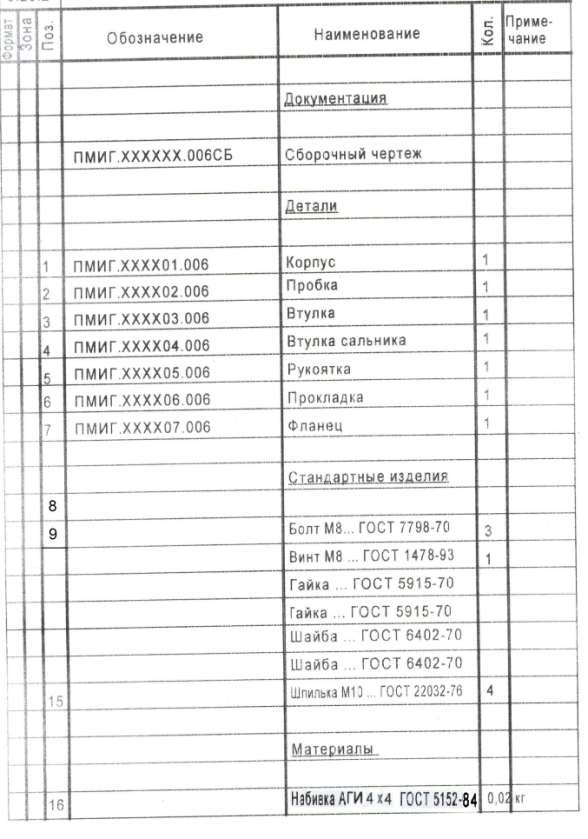 Формат Зона Поз. Обозначение Наименование Кол. Приме-
чание
Документация
ПМИГ.XXXXXX.006СБ Сборочный чертеж
Детали
1 ПМИГ.XXXX01.006 Корпус 1
2 ПМИГ.XXXX02.006 Пробка 1
3 ПМИГ.XXXX03.006 Втулка 1
4 ПМИГ.XXXX04.006 Втулка сальника 1
5 ПМИГ.XXXX05.006 Рукоятка 1
6 ПМИГ.XXXX06.006 Прокладка 1
7 ПМИГ.XXXX07.006 Фланец 1
Стандартные изделия
8
9 Болт М8... ГОСТ 7798-70 3
Винт М8 ... ГОСТ 1478-93 1
Гайка ... ГОСТ 5915-70
Гайка ... ГОСТ 5915-70
Шайба ... ГОСТ 6402-70
Шайба ... ГОСТ 6402-70
15 Шпилька М10 ... ГОСТ 22032-76 4
Материалы
16 Набивка АГИ 4 х4 ГОСТ 5152-84 0,02 кг